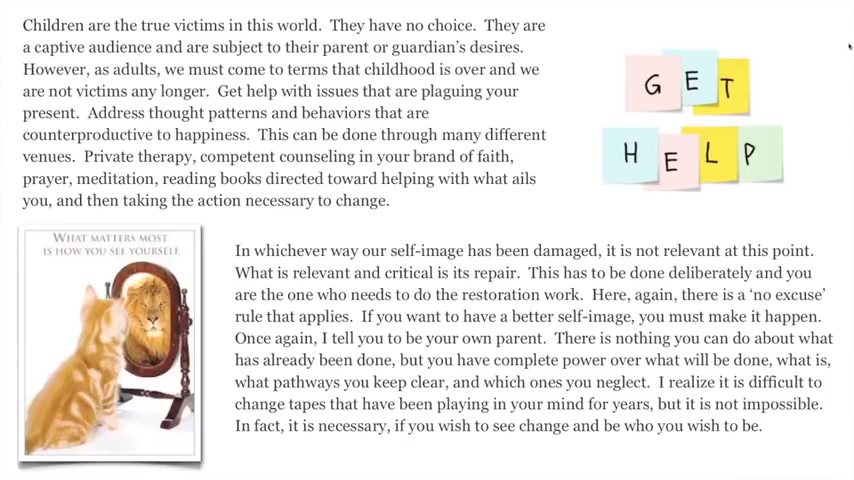 Children are the true victims in this world.  They have no choice.  They are
a captive audience and are subject to their parent or guardian's desires.
However, as adults, we must come to terms that childhood is over and we
are not victims any longer.  Get help with issues that are plaguing your
present.  Address thought patterns and behaviors that are
counterproductive to happiness.  This can be done through many different
venues.  Private therapy, competent counseling in your brand of faith,
prayer, meditation, reading books directed toward helping with what ails
you, and then taking the action necessary to change.
GET
HELP
WHAT MATTERS MOST
IS HOW YOU SEE YOURSELF.
In whichever way our self-image has been damaged, it is not relevant at this point.
What is relevant and critical is its repair.  This has to be done deliberately and you
are the one who needs to do the restoration work.  Here, again, there is a 'no excuse'
rule that applies.  If you want to have a better self-image, you must make it happen.
Once again, I tell you to be your own parent.  There is nothing you can do about what
has already been done, but you have complete power over what will be done, what is,
what pathways you keep clear, and which ones you neglect.  I realize it is difficult to
change tapes that have been playing in your mind for years, but it is not impossible.
In fact, it is necessary, if you wish to see change and be who you wish to be.